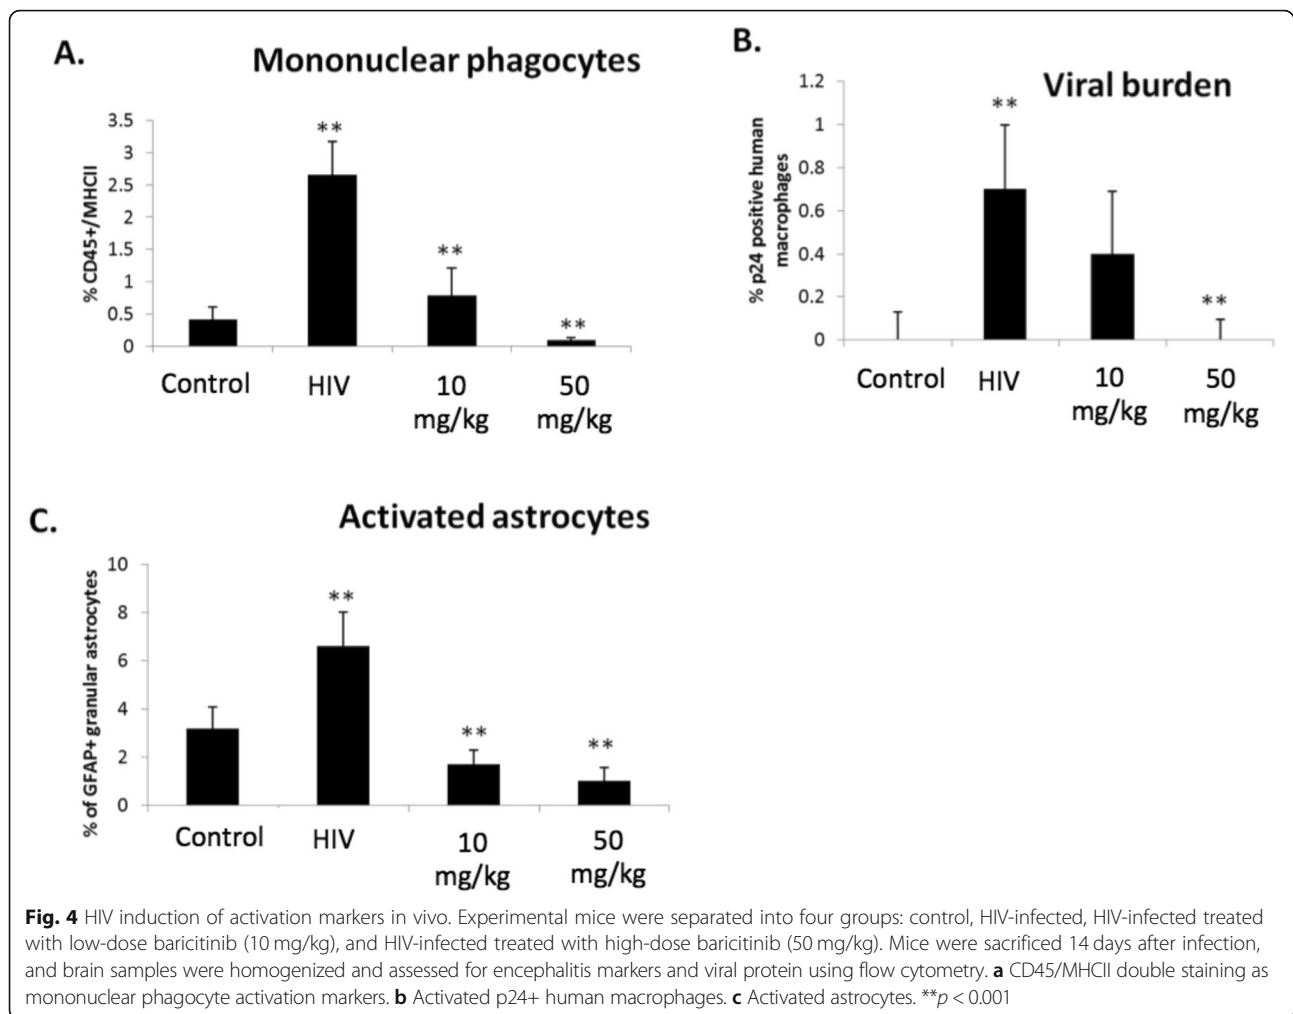 A.
Mononuclear phagocytes
% CD45+/MHCII
3.5
3
2.5
2
1.5
1
0.5
0
**
**
**
Control HIV 10 mg/kg 50 mg/kg
B.
Viral burden
% p24 positive human
macrophages
1.2
1
0.8
0.6
0.4
0.2
0
**
**
Control HIV 10 mg/kg 50 mg/kg
C.
Activated astrocytes
% of GFAP+ granular astrocytes
10
8
6
4
2
0
**
**
**
Control HIV 10 mg/kg 50 mg/kg
Fig. 4 HIV induction of activation markers in vivo. Experimental mice were separated into four groups: control, HIV-infected, HIV-infected treated
with low-dose baricitinib (10 mg/kg), and HIV-infected treated with high-dose baricitinib (50 mg/kg). Mice were sacrificed 14 days after infection,
and brain samples were homogenized and assessed for encephalitis markers and viral protein using flow cytometry. a CD45/MHCII double staining as
mononuclear phagocyte activation markers. b Activated p24+ human macrophages. c Activated astrocytes. **p < 0.001